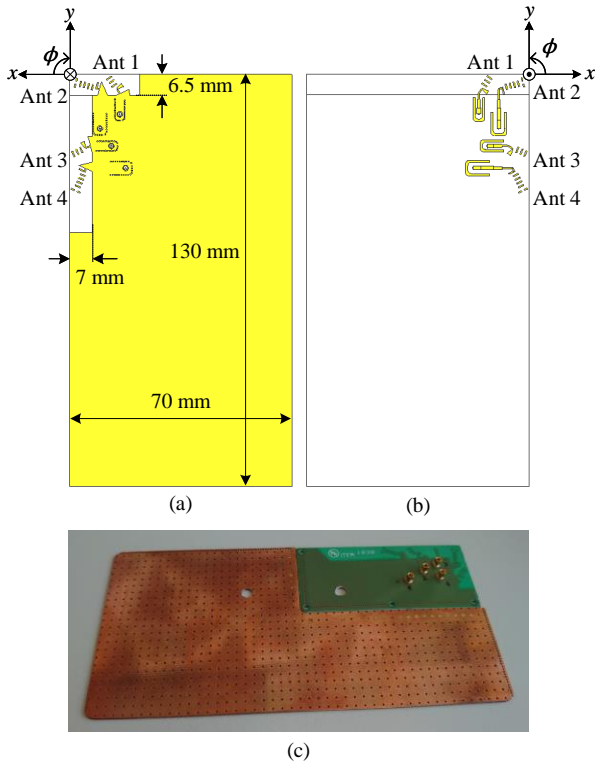 y
y
ϕ
ϕ
x
x
Ant 1
Ant 1
6.5 mm
Ant 2
Ant 2
Ant 3
Ant 3
Ant 4
Ant 4
130 mm
7 mm
70 mm
(a)
(b)
(c)